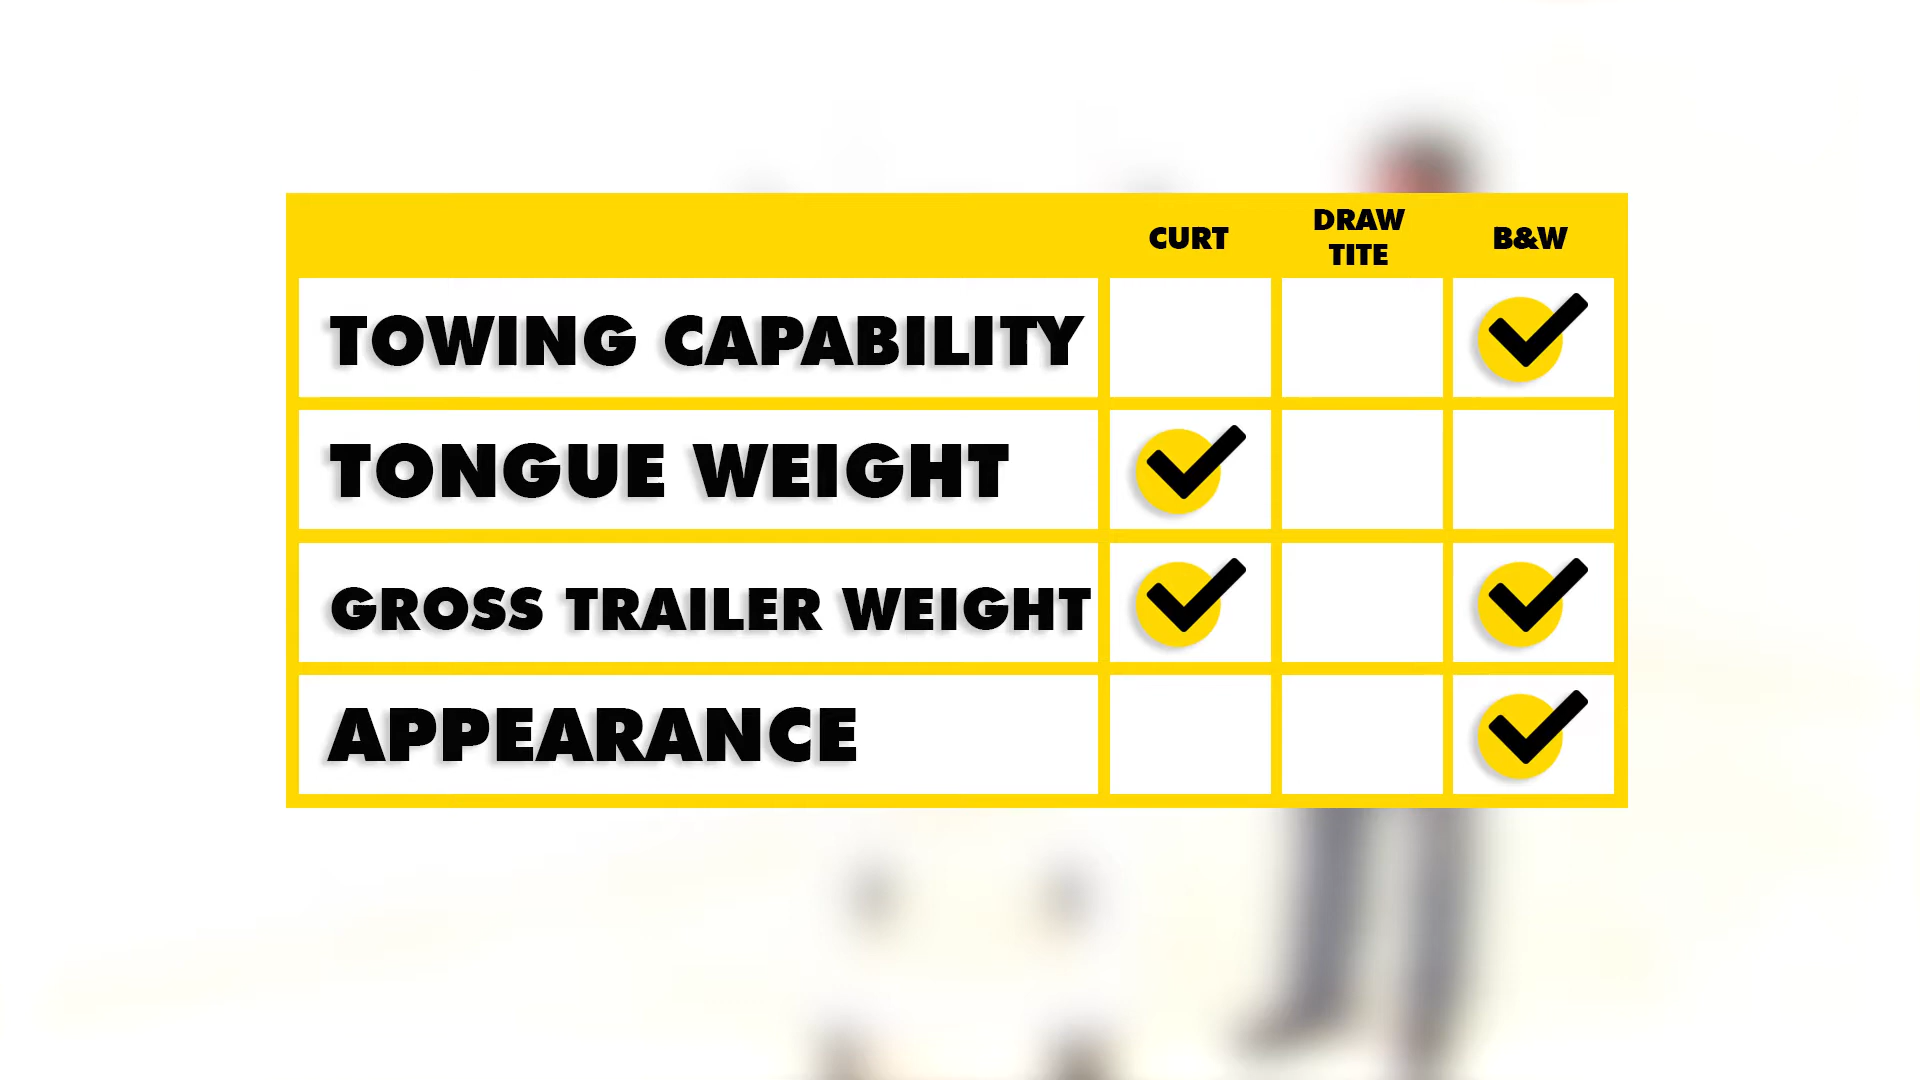 CURT
DRAW
TITE
B&W
TOWING CAPABILITY
TONGUE WEIGHT
GROSS TRAILER WEIGHT
APPEARANCE